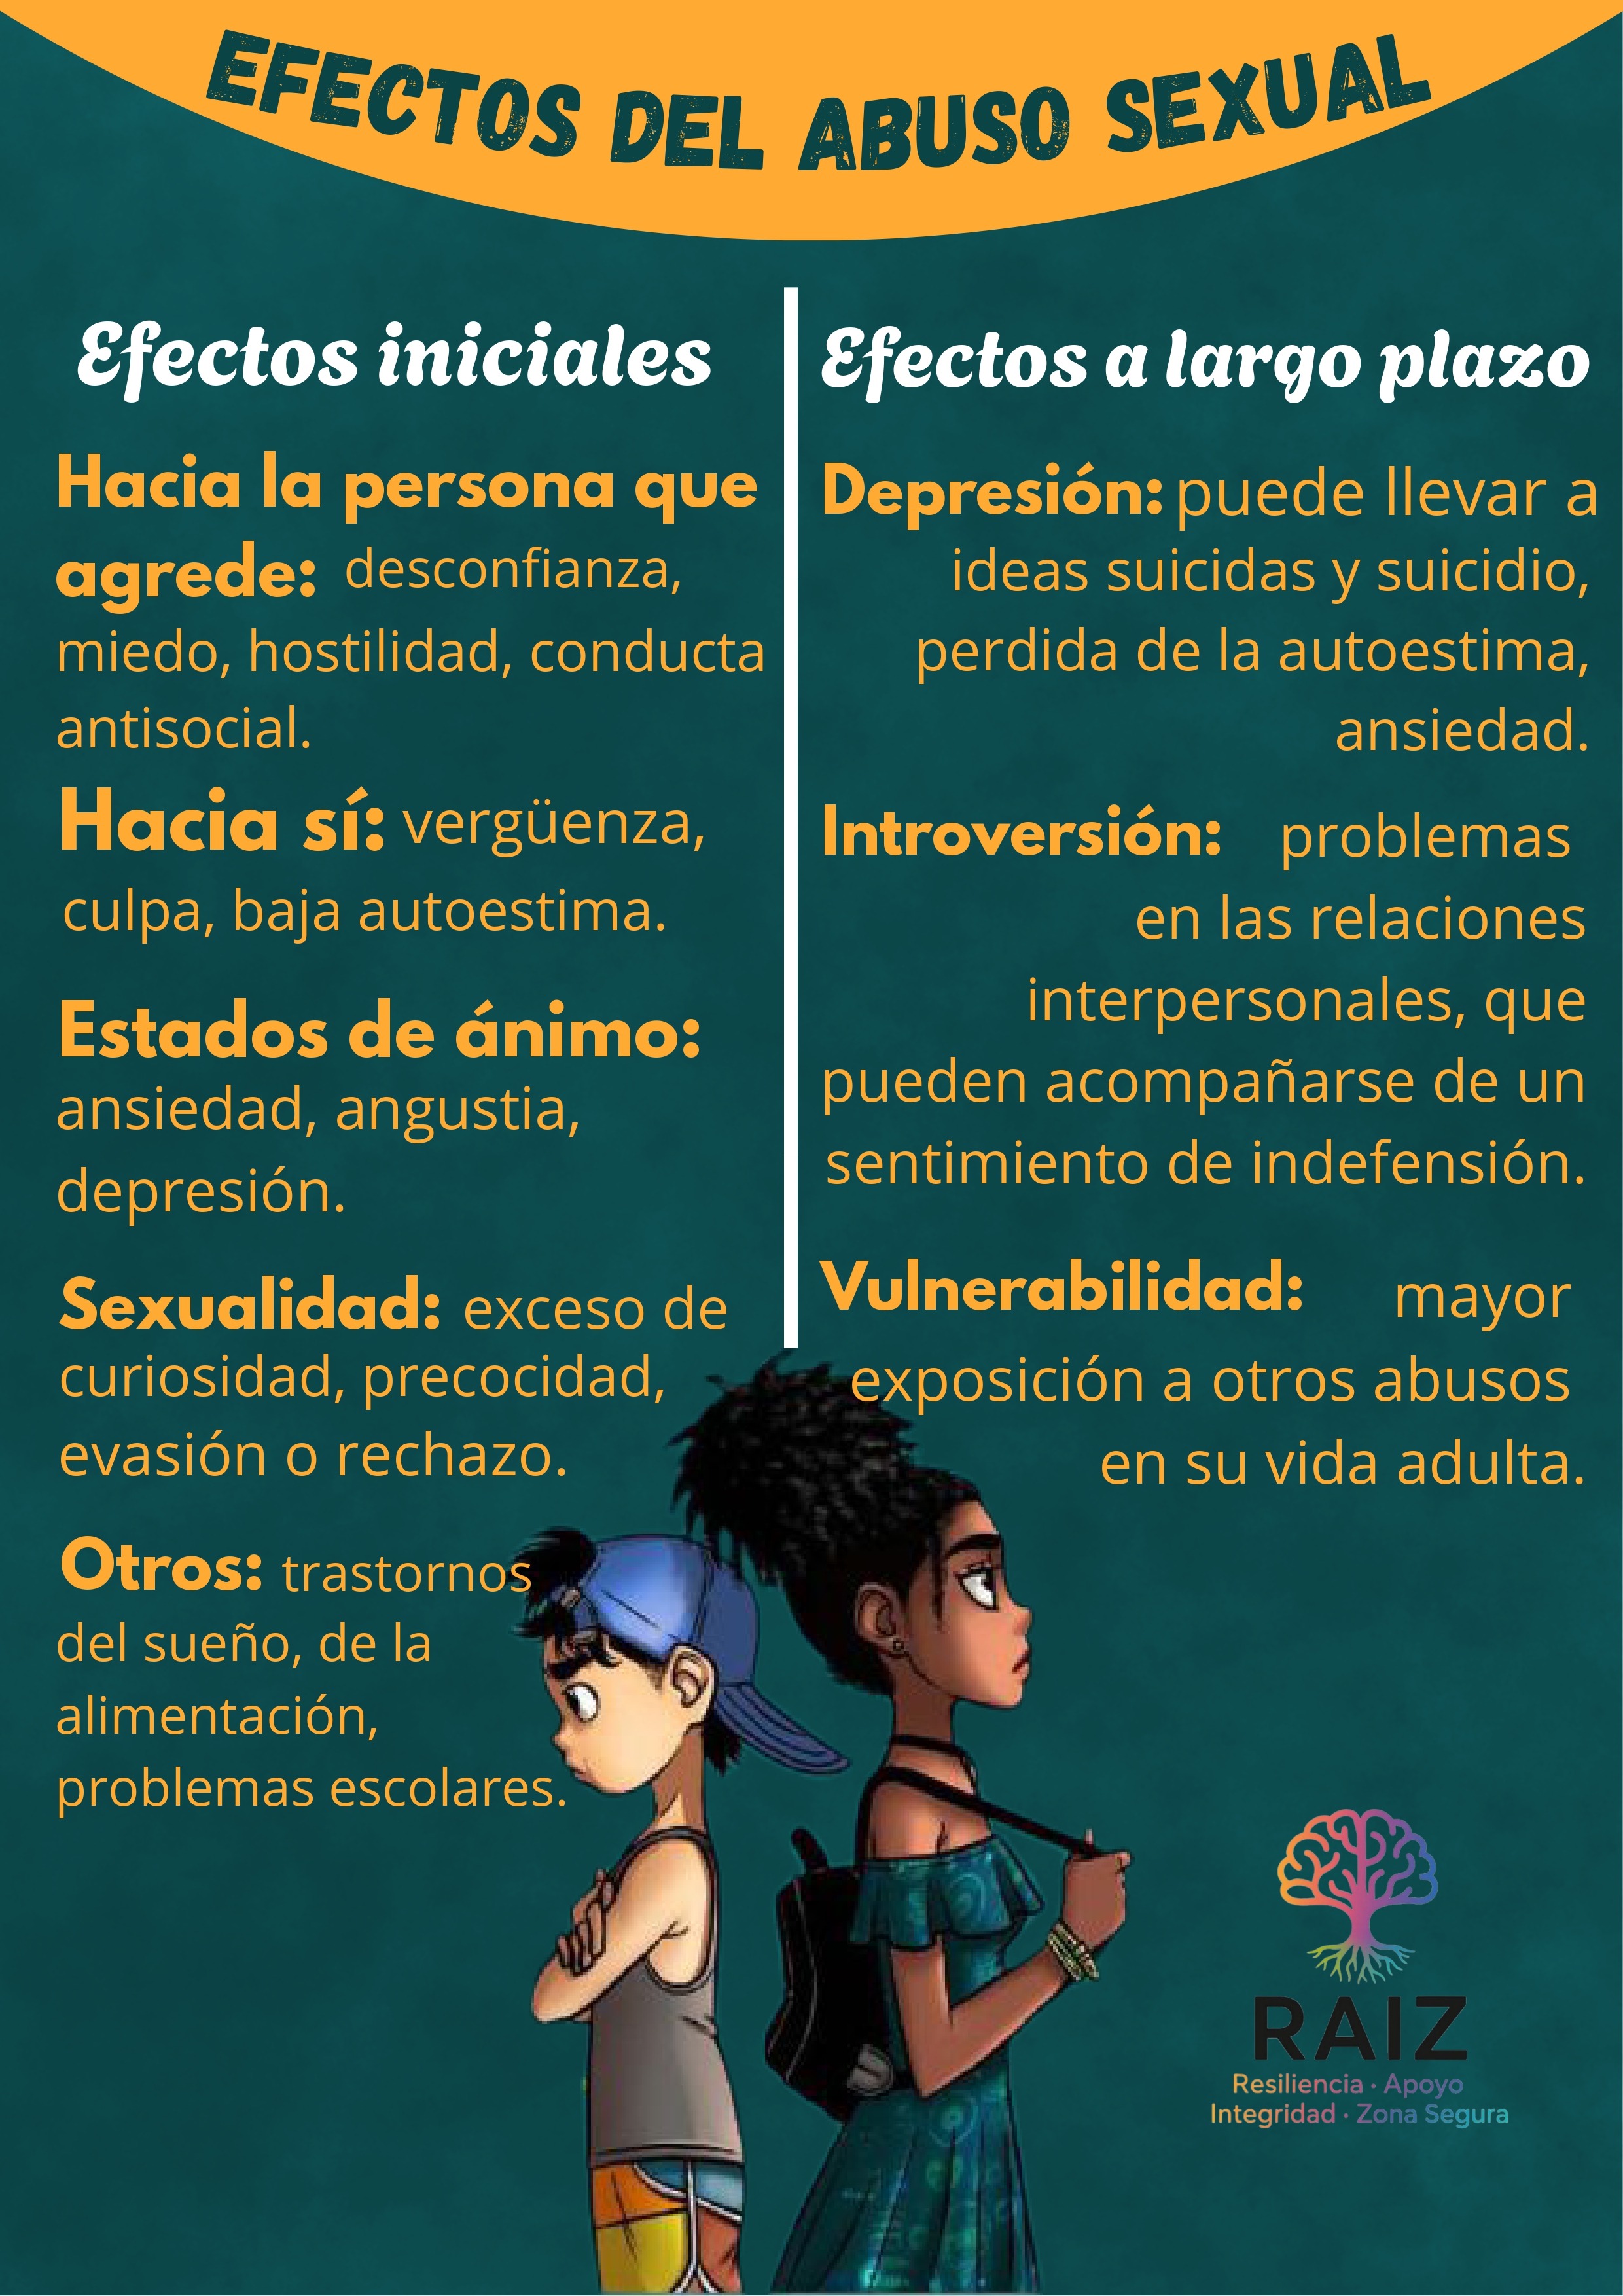 EFECTOS DEL ABUSO SEXUAL
Efectos iniciales
Hacia la persona que
agrede: desconfianza,
miedo, hostilidad, conducta
antisocial.
Hacia sí: vergüenza,
culpa, baja autoestima.
Estados de ánimo:
ansiedad, angustia,
depresión.
Sexualidad: exceso de
curiosidad, precocidad,
evasión o rechazo.
Otros: trastornos
del sueño, de la
alimentación,
problemas escolares.
Efectos a largo plazo
Depresión: puede llevar a
ideas suicidas y suicidio,
perdida de la autoestima,
ansiedad.
Introversión: problemas
en las relaciones
interpersonales, que
pueden acompañarse de un
sentimiento de indefensión.
Vulnerabilidad: mayor
exposición a otros abusos
en su vida adulta.
RAIZ
Resiliencia · Apoyo
Integridad · Zona Segura